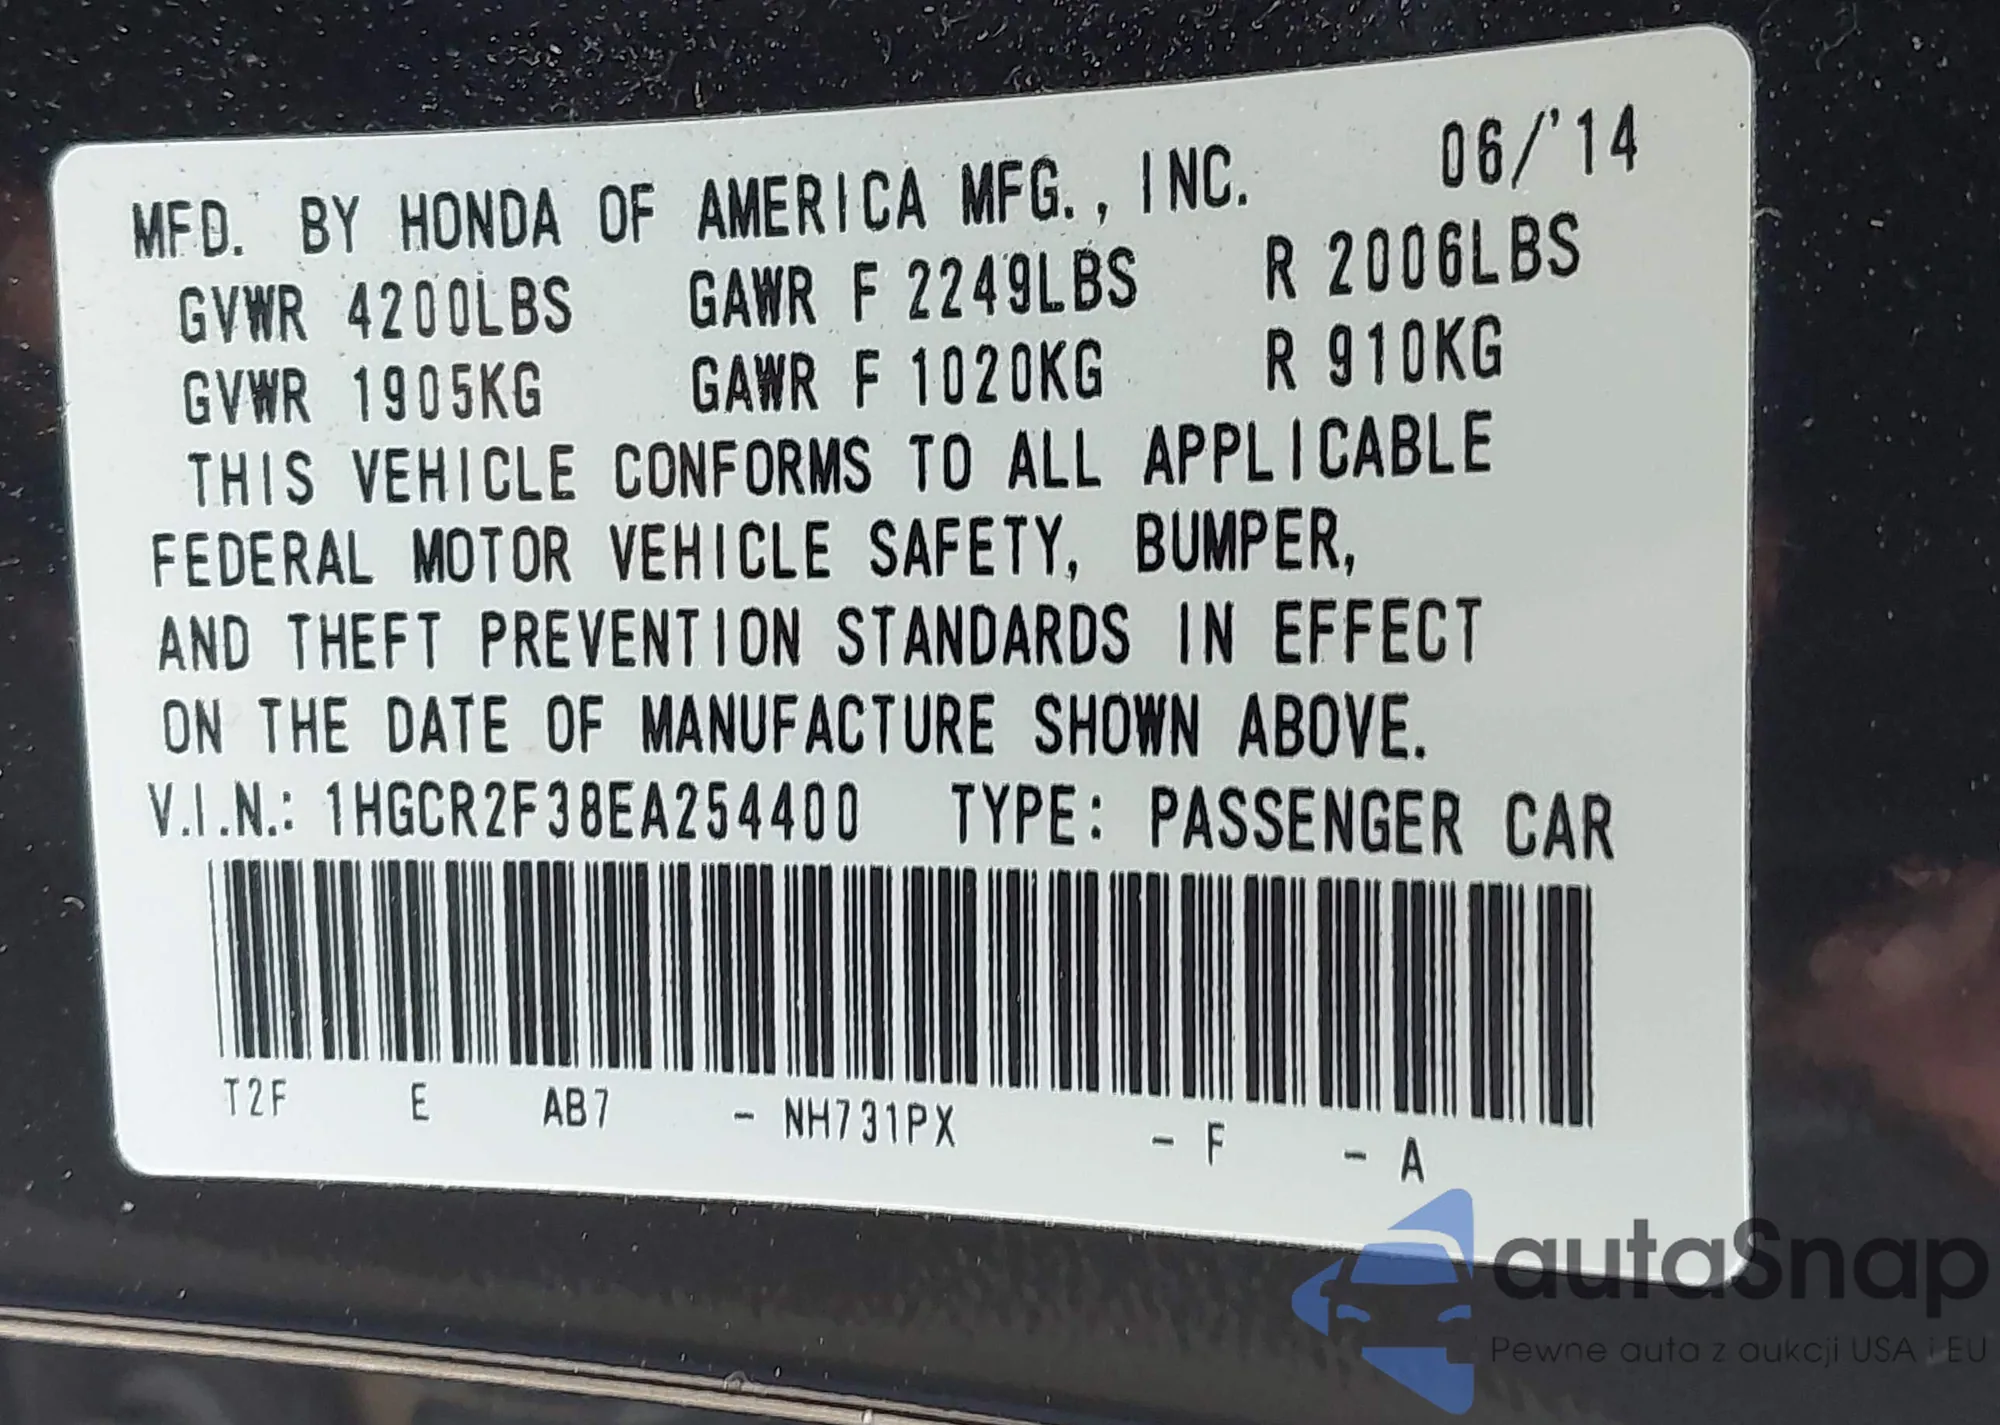 MFD. BY HONDA OF AMERICA MFG., INC. 06/'14
GVWR 4200LBS GAWR F 2249LBS R 2006LBS
GVWR 1905KG GAWR F 1020KG R 910KG
THIS VEHICLE CONFORMS TO ALL APPLICABLE
FEDERAL MOTOR VEHICLE SAFETY, BUMPER,
AND THEFT PREVENTION STANDARDS IN EFFECT
ON THE DATE OF MANUFACTURE SHOWN ABOVE.
V.I.N.: 1HGCR2F38EA254400 TYPE: PASSENGER CAR
T2F E AB7 - NH731PX - F - A
autaSnap
Pewne auta z aukcji USA i EU